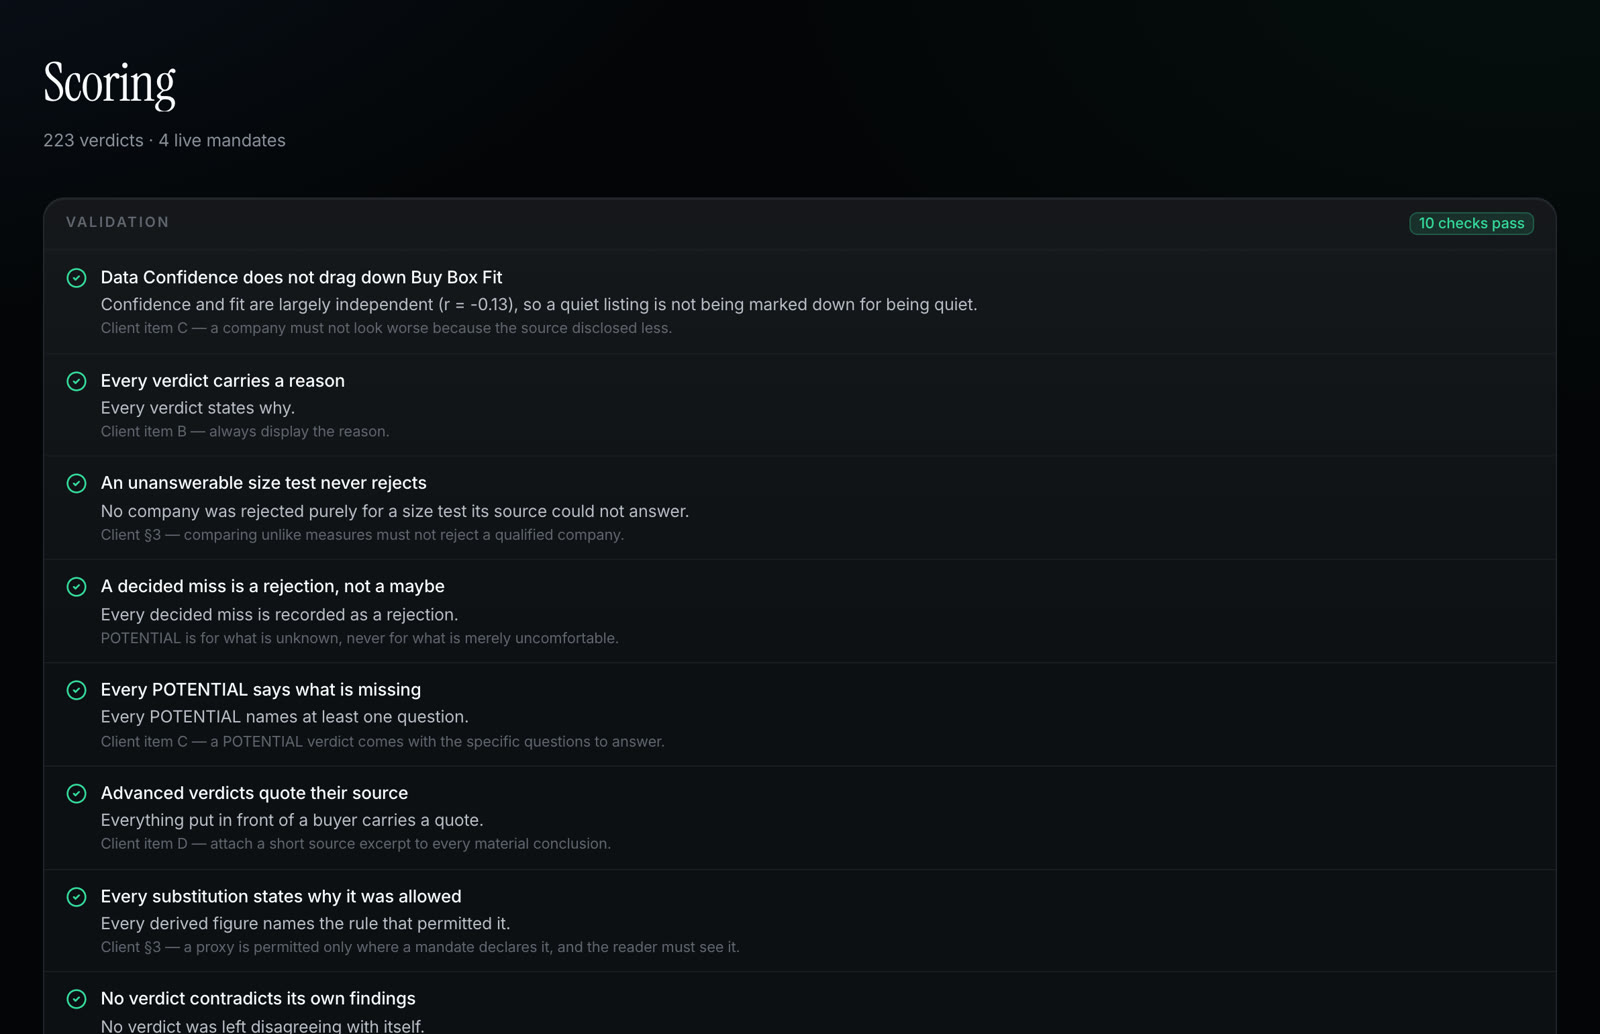 Scoring
223 verdicts · 4 live mandates
VALIDATION
10 checks pass
Data Confidence does not drag down Buy Box Fit
Confidence and fit are largely independent (r = -0.13), so a quiet listing is not being marked down for being quiet.
Client item C — a company must not look worse because the source disclosed less.
Every verdict carries a reason
Every verdict states why.
Client item B — always display the reason.
An unanswerable size test never rejects
No company was rejected purely for a size test its source could not answer.
Client §3 — comparing unlike measures must not reject a qualified company.
A decided miss is a rejection, not a maybe
Every decided miss is recorded as a rejection.
POTENTIAL is for what is unknown, never for what is merely uncomfortable.
Every POTENTIAL says what is missing
Every POTENTIAL names at least one question.
Client item C — a POTENTIAL verdict comes with the specific questions to answer.
Advanced verdicts quote their source
Everything put in front of a buyer carries a quote.
Client item D — attach a short source excerpt to every material conclusion.
Every substitution states why it was allowed
Every derived figure names the rule that permitted it.
Client §3 — a proxy is permitted only where a mandate declares it, and the reader must see it.
No verdict contradicts its own findings
No verdict was left disagreeing with itself.